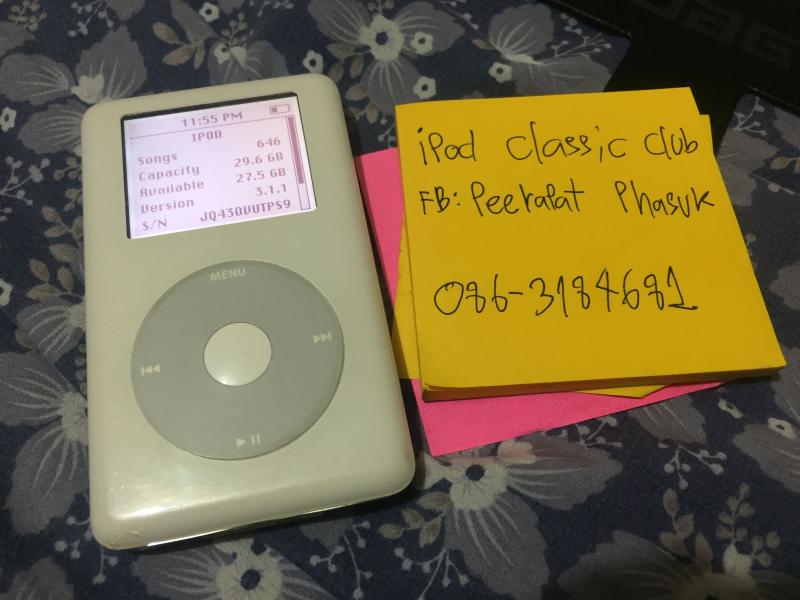 11:55 PM
IPOD
Songs 646
Capacity 29.6 GB
Available 27.5 GB
Version 3.1.1
S/N JQ430UUTPS9
MENU
iPod classic club
FB: Peerapat Phasuk
086-3184681